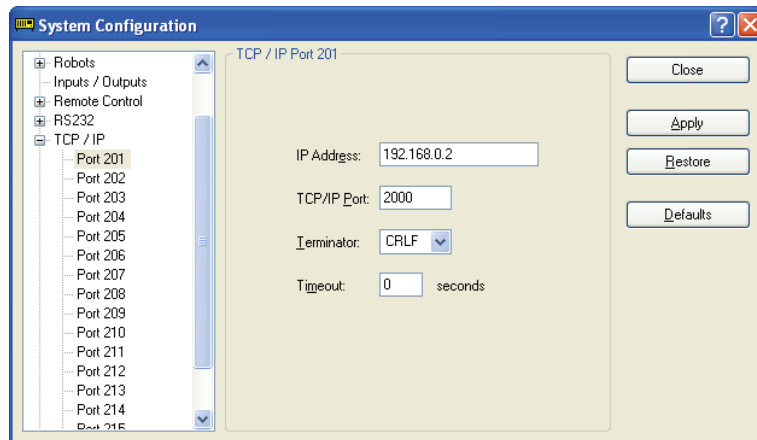 System Configuration
Robots
Inputs / Outputs
Remote Control
RS232
TCP / IP
Port 201
Port 202
Port 203
Port 204
Port 205
Port 206
Port 207
Port 208
Port 209
Port 210
Port 211
Port 212
Port 213
Port 214
Port 215
TCP / IP Port 201
IP Address: 192.168.0.2
TCP/IP Port: 2000
Terminator: CRLF
Timeout: 0 seconds
Close
Apply
Restore
Defaults